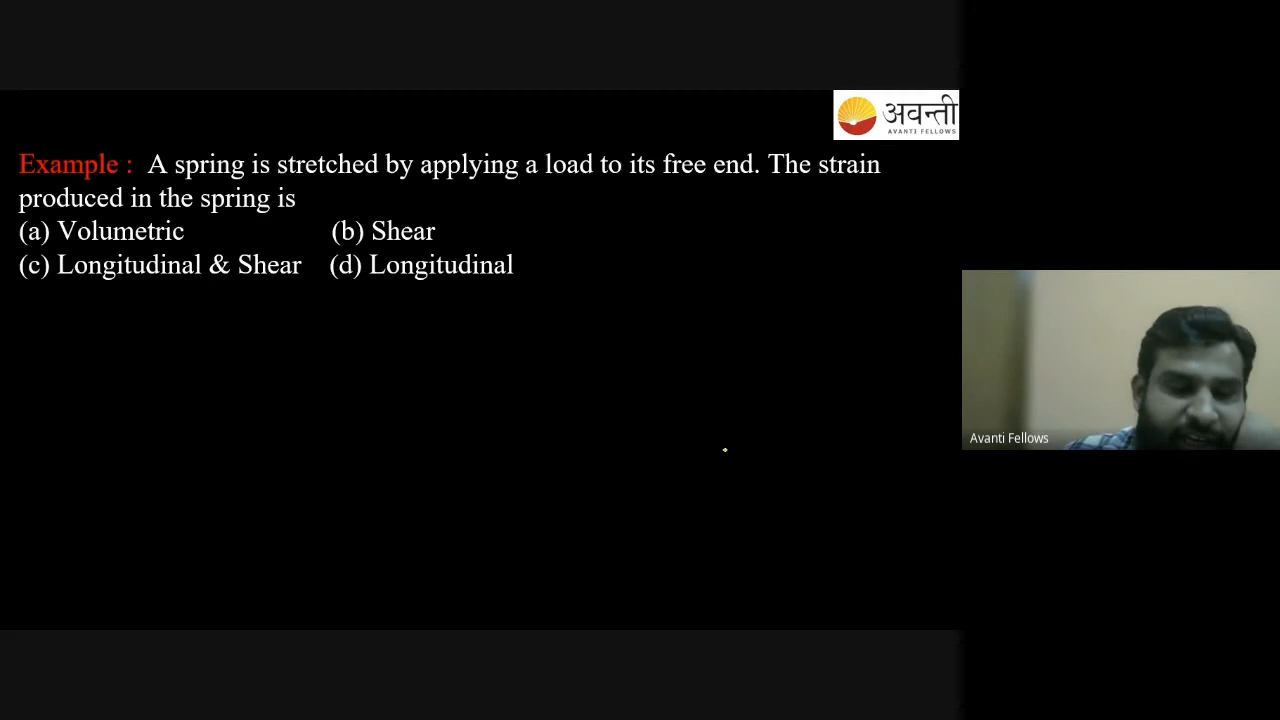 अवन्ती
AVANTI FELLOWS
Example : A spring is stretched by applying a load to its free end. The strain
produced in the spring is
(a) Volumetric (b) Shear
(c) Longitudinal & Shear (d) Longitudinal
Avanti Fellows